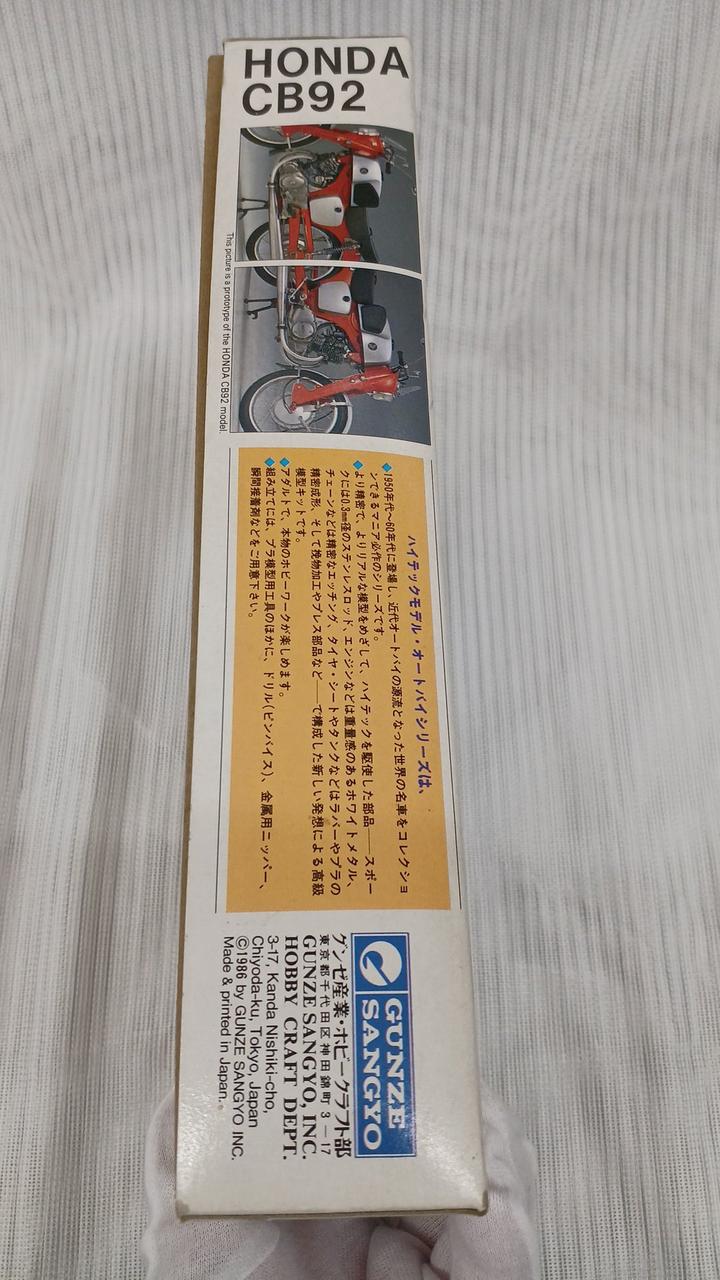 HONDA
CB92
This picture is a prototype of the HONDA CB92 model.
ハイテックモデル・オートバイシリーズは、
◆1950年代〜60年代に登場し、近代オートバイの源流となった世界の名車をコレクショ
ンできるマニア必作のシリーズです。
◆より精密で、よりリアルな模型をめざして、ハイテックを駆使した部品——スポー
クには0.3㎜径のステンレスロッド、エンジンなどは重量感のあるホワイトメタル、
チェーンなどは精密なエッチング、タイヤ・シートやタンクなどはラバーやプラの
精密成形、そして挽物加工やプレス部品など——で構成した新しい発想による高級
模型キットです。
◆アダルトで、本物のホビーワークが楽しめます。
◆組み立てには、プラ模型用工具のほかに、ドリル(ピンバイス)、金属用ニッパー、
瞬間接着剤などをご用意下さい。
GUNZE
SANGYO
グンゼ産業・ホビークラフト部
東京都千代田区神田錦町3−17
GUNZE SANGYO, INC.
HOBBY CRAFT DEPT.
3-17, Kanda Nishiki-cho,
Chiyoda-ku, Tokyo, Japan
©1986 by GUNZE SANGYO INC.
Made & printed in Japan.